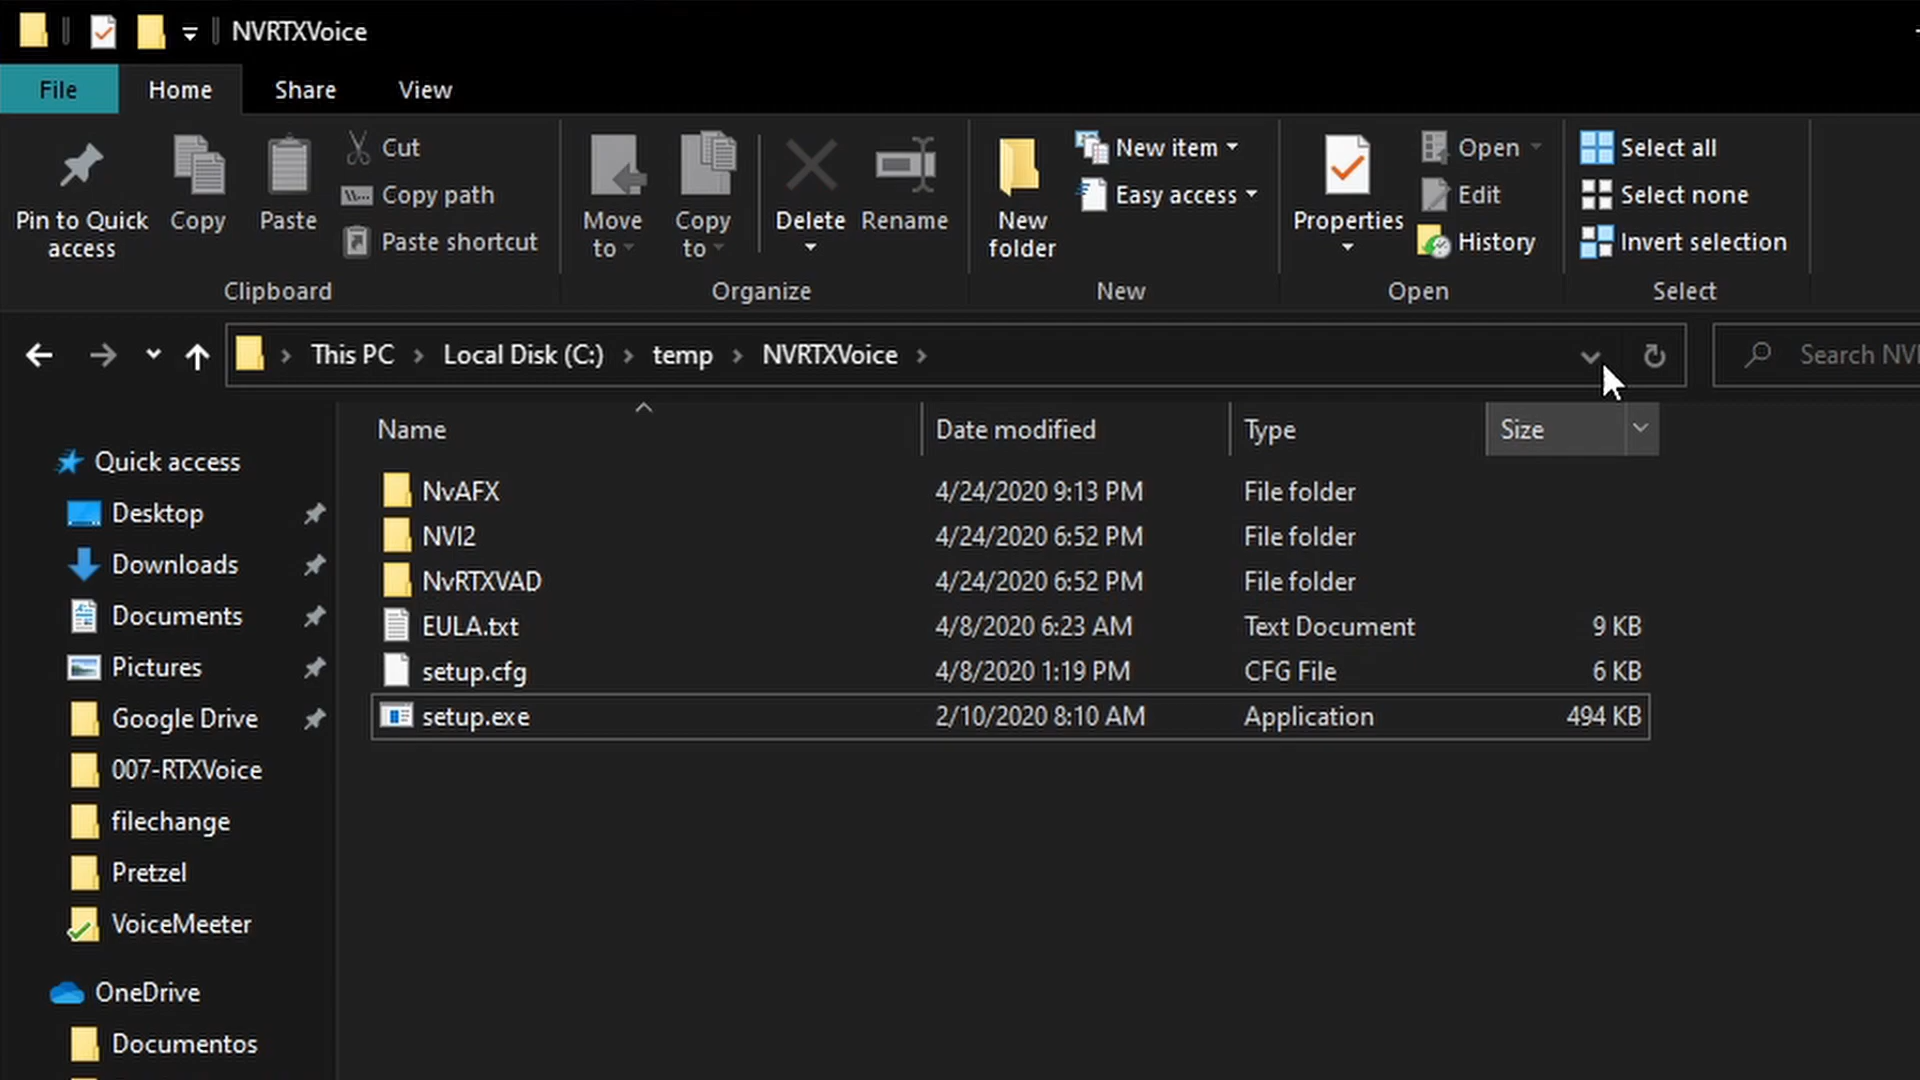 NVRTXVoice
File Home Share View
Pin to Quick access
Copy
Paste
Cut
Copy path
Paste shortcut
Clipboard
Move to
Copy to
Delete
Rename
Organize
New folder
New item
Easy access
New
Properties
Open
Edit
History
Open
Select all
Select none
Invert selection
Select
This PC > Local Disk (C:) > temp > NVRTXVoice >
Search NV
Name Date modified Type Size
NvAFX 4/24/2020 9:13 PM File folder
NVI2 4/24/2020 6:52 PM File folder
NvRTXVAD 4/24/2020 6:52 PM File folder
EULA.txt 4/8/2020 6:23 AM Text Document 9 KB
setup.cfg 4/8/2020 1:19 PM CFG File 6 KB
setup.exe 2/10/2020 8:10 AM Application 494 KB
Quick access
Desktop
Downloads
Documents
Pictures
Google Drive
007-RTXVoice
filechange
Pretzel
VoiceMeeter
OneDrive
Documentos